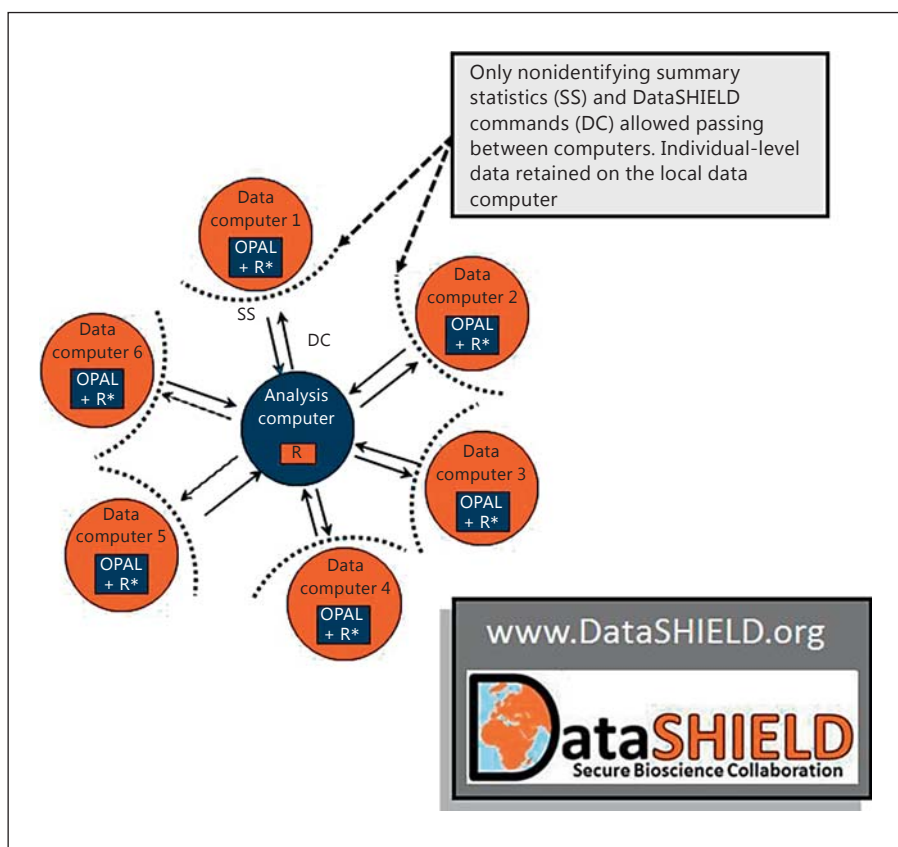 Only nonidentifying summary
statistics (SS) and DataSHIELD
commands (DC) allowed passing
between computers. Individual-level
data retained on the local data
computer
Data
computer 1
OPAL
+ R*
Data
computer 2
OPAL
+ R*
SS
DC
Data
computer 6
OPAL
+ R*
Analysis
computer
R
Data
computer 3
OPAL
+ R*
Data
computer 5
OPAL
+ R*
Data
computer 4
OPAL
+ R*
www.DataSHIELD.org
DataSHIELD
Secure Bioscience Collaboration